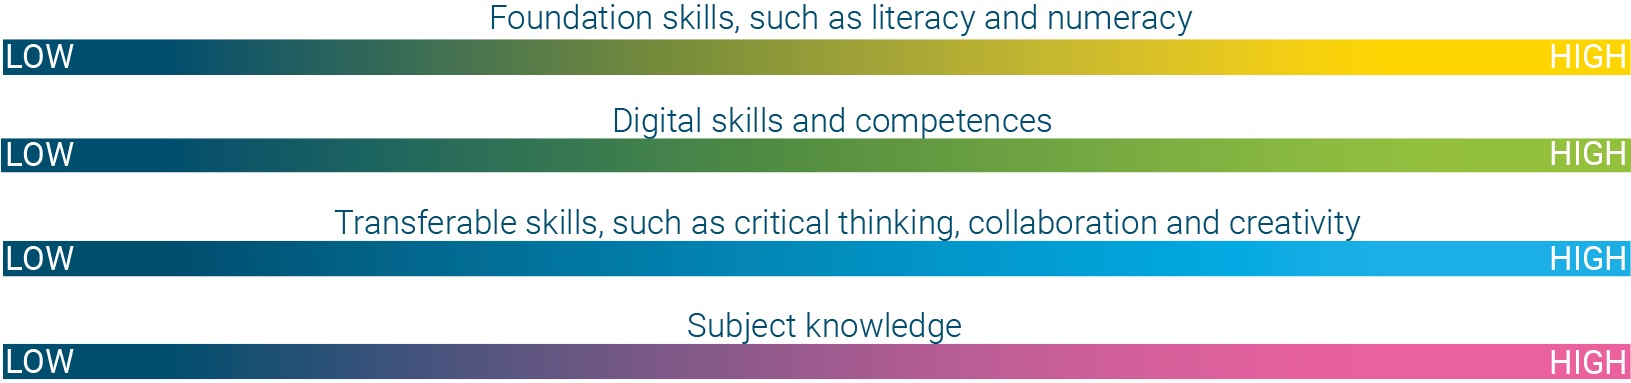 Foundation skills, such as literacy and numeracy
LOW HIGH
Digital skills and competences
LOW HIGH
Transferable skills, such as critical thinking, collaboration and creativity
LOW HIGH
Subject knowledge
LOW HIGH